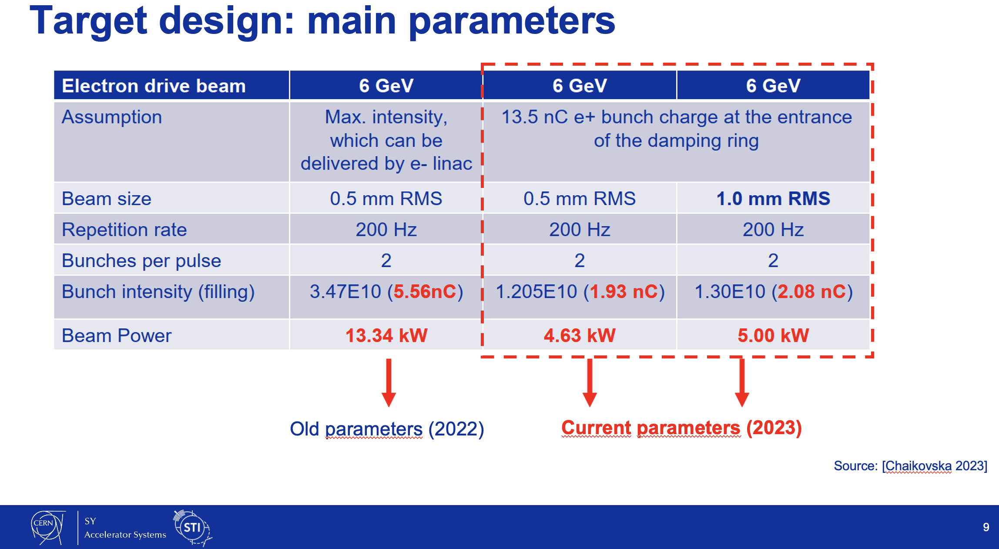 Target design: main parameters
Electron drive beam 6 GeV 6 GeV 6 GeV
Assumption Max. intensity, 13.5 nC e+ bunch charge at the entrance
which can be of the damping ring
delivered by e- linac
Beam size 0.5 mm RMS 0.5 mm RMS 1.0 mm RMS
Repetition rate 200 Hz 200 Hz 200 Hz
Bunches per pulse 2 2 2
Bunch intensity (filling) 3.47E10 (5.56nC) 1.205E10 (1.93 nC) 1.30E10 (2.08 nC)
Beam Power 13.34 kW 4.63 kW 5.00 kW
Old parameters (2022) Current parameters (2023)
Source: [Chaikovska 2023]
CERN
SY
Accelerator Systems
STI
9